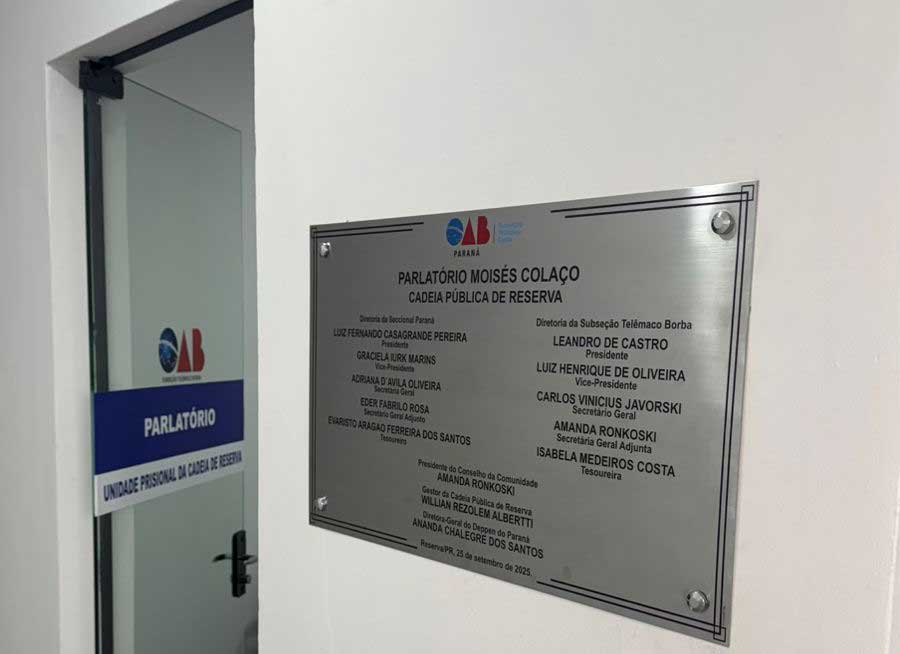 OAB
PARLATÓRIO
UNIDADE PRISIONAL DA CADEIA DE RESERVA
OAB
PARANÁ
PARLATÓRIO MOISÉS COLAÇO
CADEIA PÚBLICA DE RESERVA
Diretoria da Seccional Paraná
LUIZ FERNANDO CASAGRANDE PEREIRA
Presidente
GRACIELA IURK MARINS
Vice-Presidente
ADRIANA D'AVILA OLIVEIRA
Secretária Geral
EDER FABRILO ROSA
Secretário Geral Adjunto
EVARISTO ARAGAO FERREIRA DOS SANTOS
Tesoureiro
Diretoria da Subseção Telêmaco Borba
LEANDRO DE CASTRO
Presidente
LUIZ HENRIQUE DE OLIVEIRA
Vice-Presidente
CARLOS VINICIUS JAVORSKI
Secretário Geral
AMANDA RONKOSKI
Secretária Geral Adjunta
ISABELA MEDEIROS COSTA
Tesoureira
Presidente do Conselho da Comunidade
AMANDA RONKOSKI
Gestor da Cadeia Pública de Reserva
WILLIAN REZOLEM ALBERTTI
Diretora-Geral do Deppen do Paraná
ANANDA CHALEGRE DOS SANTOS
Reserva/PR, 25 de setembro de 2025.